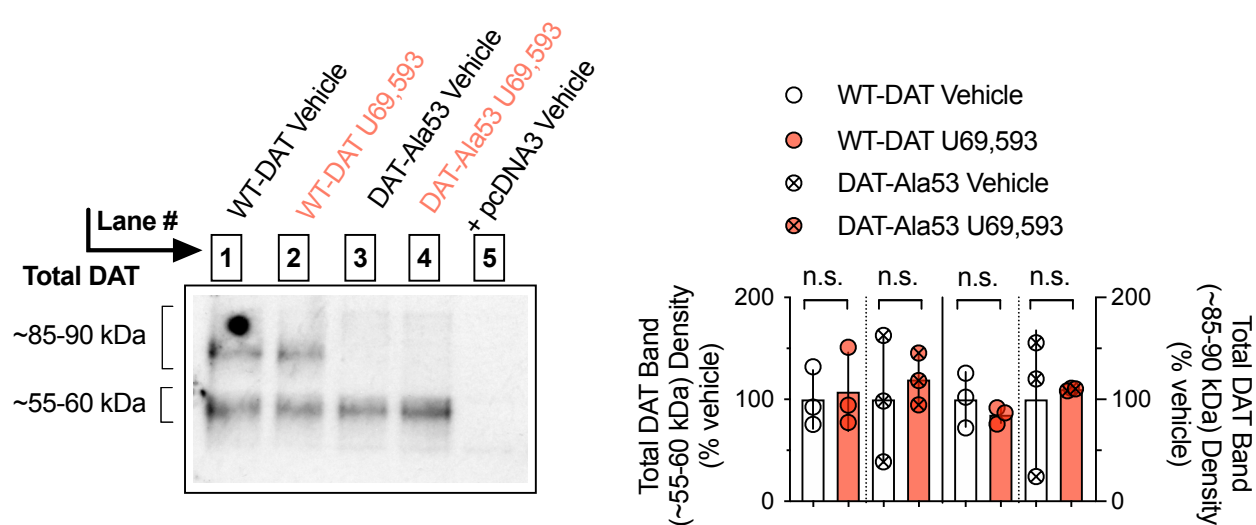 WT-DAT Vehicle
WT-DAT U69,593
DAT-Ala53 Vehicle
DAT-Ala53 U69,593
+ pcDNA3 Vehicle
Lane #
1 2 3 4 5
Total DAT
~85-90 kDa
~55-60 kDa
WT-DAT Vehicle
WT-DAT U69,593
DAT-Ala53 Vehicle
DAT-Ala53 U69,593
n.s. n.s. n.s. n.s.
Total DAT Band
(~55-60 kDa) Density
(% vehicle)
200
100
0
200
100
0
Total DAT Band
(~85-90 kDa) Density
(% vehicle)